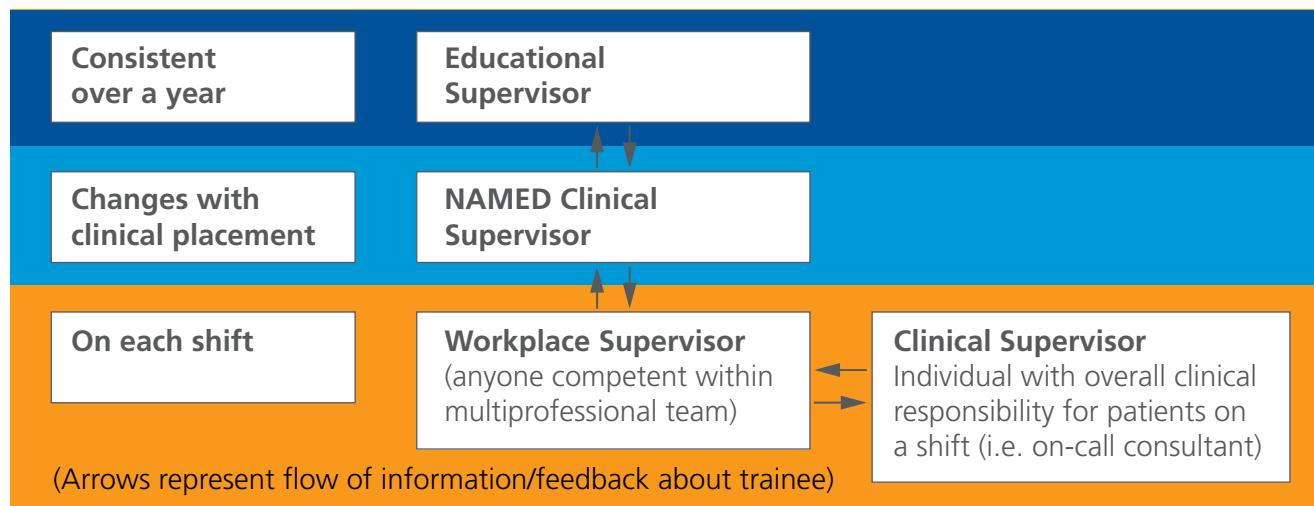 Consistent
over a year
Educational
Supervisor
Changes with
clinical placement
NAMED Clinical
Supervisor
On each shift
Workplace Supervisor
(anyone competent within
multiprofessional team)
Clinical Supervisor
Individual with overall clinical
responsibility for patients on
a shift (i.e. on-call consultant)
(Arrows represent flow of information/feedback about trainee)